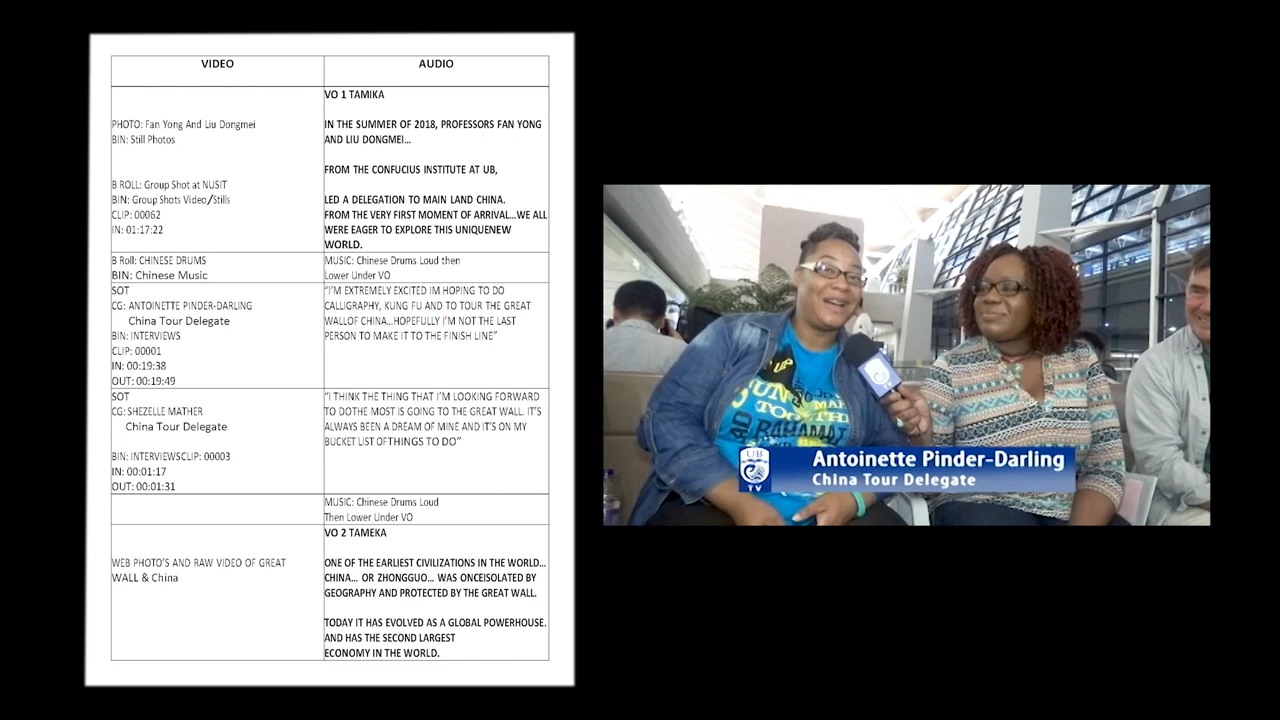 VIDEO
AUDIO
PHOTO: Fan Yong And Liu Dongmei
BIN: Still Photos
B ROLL: Group Shot at NUSIT
BIN: Group Shots Video/Stills
CLIP: 00062
IN: 01:17:22
VO 1 TAMIKA
IN THE SUMMER OF 2018, PROFESSORS FAN YONG
AND LIU DONGMEI…
FROM THE CONFUCIUS INSTITUTE AT UB,
LED A DELEGATION TO MAIN LAND CHINA.
FROM THE VERY FIRST MOMENT OF ARRIVAL…WE ALL
WERE EAGER TO EXPLORE THIS UNIQUENEW
WORLD.
B Roll: CHINESE DRUMS
BIN: Chinese Music
MUSIC: Chinese Drums Loud then
Lower Under VO
SOT
CG: ANTOINETTE PINDER-DARLING
China Tour Delegate
BIN: INTERVIEWS
CLIP: 00001
IN: 00:19:38
OUT: 00:19:49
“I’M EXTREMELY EXCITED IM HOPING TO DO
CALLIGRAPHY, KUNG FU AND TO TOUR THE GREAT
WALLOF CHINA…HOPEFULLY I’M NOT THE LAST
PERSON TO MAKE IT TO THE FINISH LINE”
SOT
CG: SHEZELLE MATHER
China Tour Delegate
BIN: INTERVIEWSCLIP: 00003
IN: 00:01:17
OUT: 00:01:31
“I THINK THE THING THAT I’M LOOKING FORWARD
TO DOTHE MOST IS GOING TO THE GREAT WALL. IT’S
ALWAYS BEEN A DREAM OF MINE AND IT’S ON MY
BUCKET LIST OF THINGS TO DO”
MUSIC: Chinese Drums Loud
Then Lower Under VO
WEB PHOTO’S AND RAW VIDEO OF GREAT
WALL & China
VO 2 TAMEKA
ONE OF THE EARLIEST CIVILIZATIONS IN THE WORLD…
CHINA… OR ZHONGGUO… WAS ONCEISOLATED BY
GEOGRAPHY AND PROTECTED BY THE GREAT WALL.
TODAY IT HAS EVOLVED AS A GLOBAL POWERHOUSE.
AND HAS THE SECOND LARGEST
ECONOMY IN THE WORLD.
UP
TOGETH
BAHAMA
UB
TV
Antoinette Pinder-Darling
China Tour Delegate